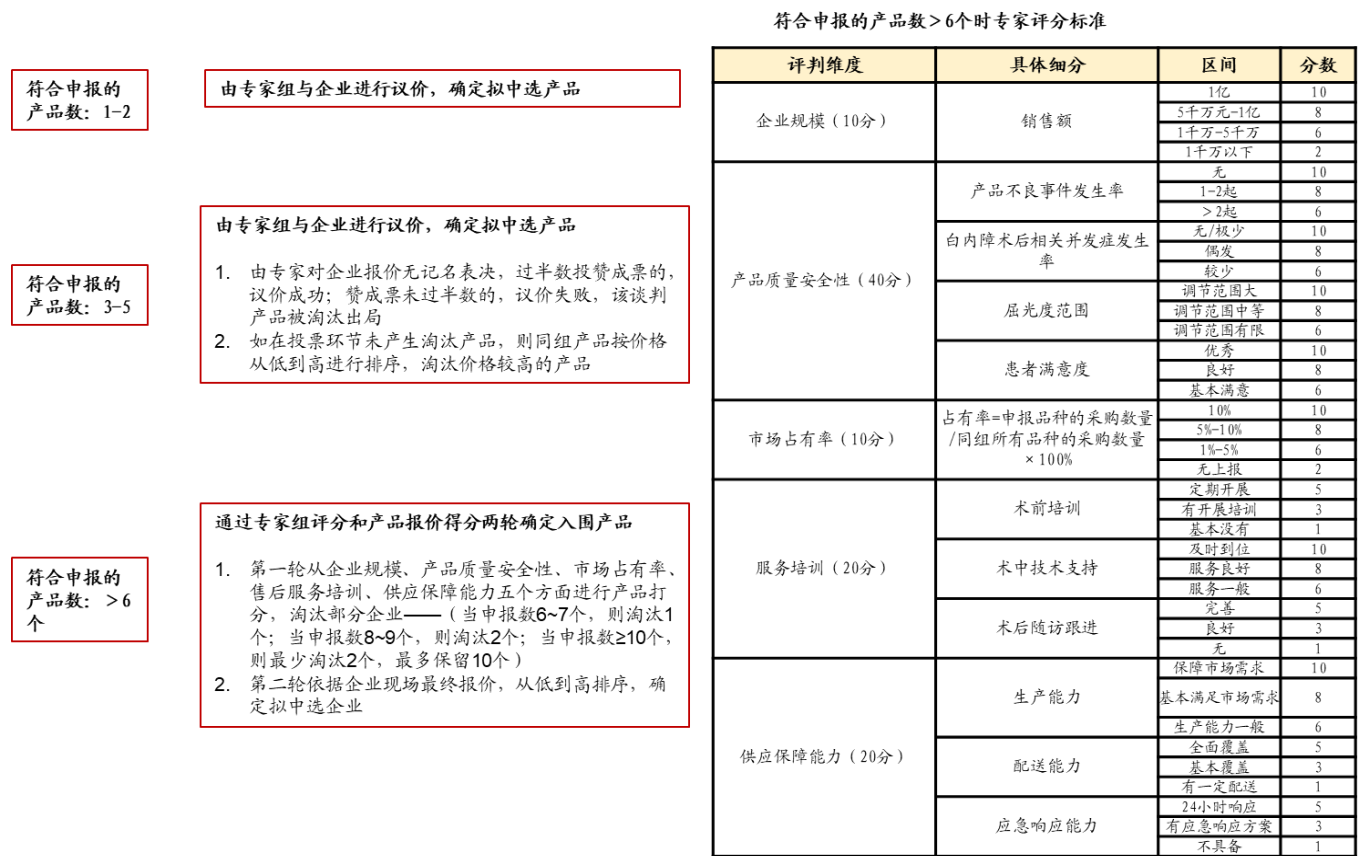 符合申报的产品数＞6个时专家评分标准
符合申报的
产品数：1-2
由专家组与企业进行议价，确定拟中选产品
符合申报的
产品数：3-5
由专家组与企业进行议价，确定拟中选产品
1. 由专家对企业报价无记名表决，过半数投赞成票的，
议价成功；赞成票未过半数的，议价失败，该谈判
产品被淘汰出局
2. 如在投票环节未产生淘汰产品，则同组产品按价格
从低到高进行排序，淘汰价格较高的产品
符合申报的
产品数：＞6
个
通过专家组评分和产品报价得分两轮确定入围产品
1. 第一轮从企业规模、产品质量安全性、市场占有率、
售后服务培训、供应保障能力五个方面进行产品打
分，淘汰部分企业——（当申报数6~7个，则淘汰1
个；当申报数8~9个，则淘汰2个；当申报数≥10个，
则最少淘汰2个，最多保留10个）
2. 第二轮依据企业现场最终报价，从低到高排序，确
定拟中选企业
评判维度 具体细分 区间 分数
企业规模（10分） 销售额
1亿 10
5千万元-1亿 8
1千万-5千万 6
1千万以下 2
产品质量安全性（40分）
产品不良事件发生率
无 10
1-2起 8
＞2起 6
白内障术后相关并发症发生
率
无/极少 10
偶发 8
较少 6
屈光度范围
调节范围大 10
调节范围中等 8
调节范围有限 6
患者满意度
优秀 10
良好 8
基本满意 6
市场占有率（10分）
占有率=申报品种的采购数量
/同组所有品种的采购数量
×100%
10% 10
5%-10% 8
1%-5% 6
无上报 2
服务培训（20分）
术前培训
定期开展 5
有开展培训 3
基本没有 1
术中技术支持
及时到位 10
服务良好 8
服务一般 6
术后随访跟进
完善 5
良好 3
无 1
供应保障能力（20分）
生产能力
保障市场需求 10
基本满足市场需求 8
生产能力一般 6
配送能力
全面覆盖 5
基本覆盖 3
有一定配送 1
应急响应能力
24小时响应 5
有应急响应方案 3
不具备 1